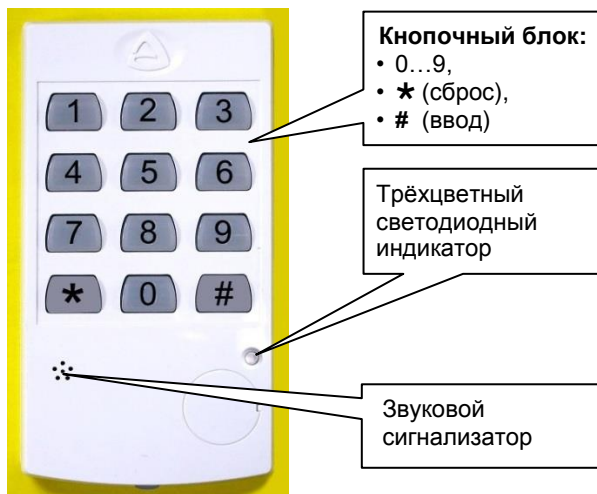 Кнопочный блок:
• 0…9,
• * (сброс),
• # (ввод)
1 2 3
4 5 6
7 8 9
* 0 #
Трёхцветный
светодиодный
индикатор
Звуковой
сигнализатор